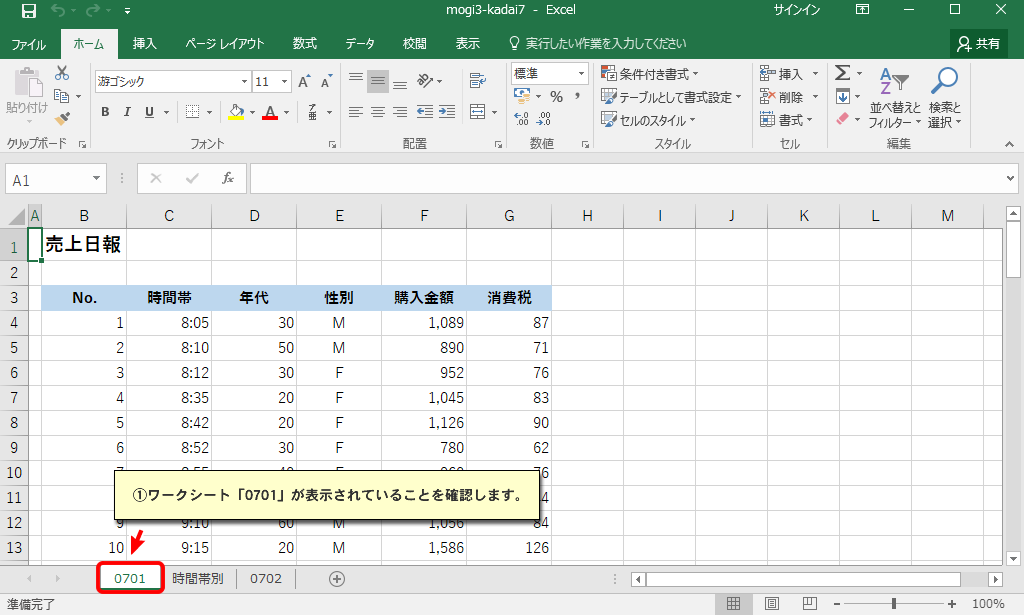 mogi3-kadai7 - Excel
サインイン
ファイル ホーム 挿入 ページ レイアウト 数式 データ 校閲 表示 実行したい作業を入力してください 共有
貼り付け
游ゴシック 11 A A
B I U A
標準
% ,
条件付き書式
テーブルとして書式設定
セルのスタイル
挿入
削除
書式
Σ
並べ替えと
フィルター
検索と
選択
クリップボード フォント 配置 数値 スタイル セル 編集
A1 fx
A B C D E F G H I J K L M
1 売上日報
2
3 No. 時間帯 年代 性別 購入金額 消費税
4 1 8:05 30 M 1,089 87
5 2 8:10 50 M 890 71
6 3 8:12 30 F 952 76
7 4 8:35 20 F 1,045 83
8 5 8:42 20 F 1,126 90
9 6 8:52 30 F 780 62
10
11
①ワークシート「0701」が表示されていることを確認します。
12 9 9:10 60 M 1,056 84
13 10 9:15 20 M 1,586 126
0701 時間帯別 0702
準備完了
100%